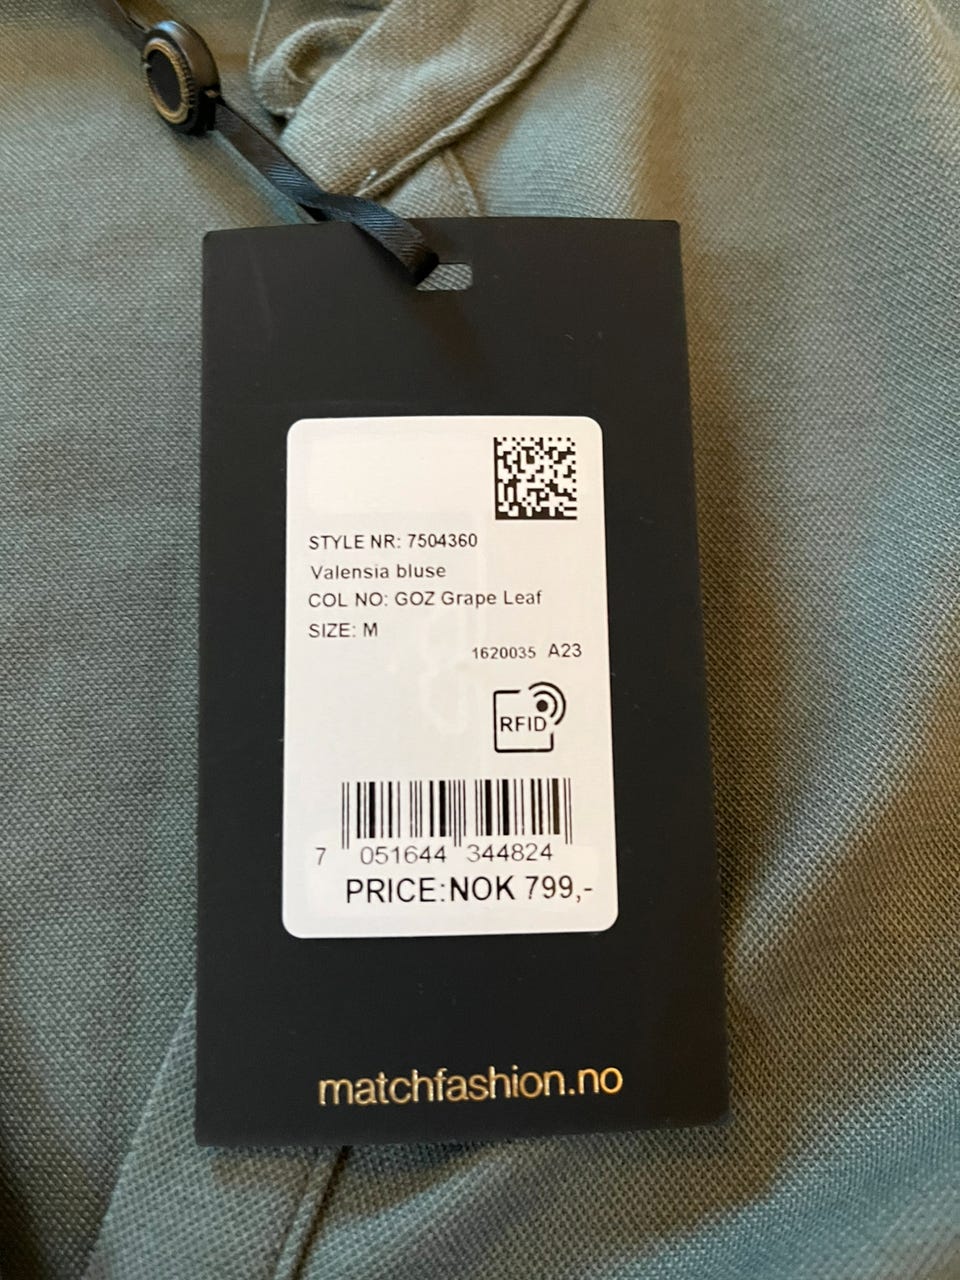 STYLE NR: 7504360
Valensia bluse
COL NO: GOZ Grape Leaf
SIZE: M
1620035 A23
RFID
7 051644 344824
PRICE:NOK 799,-
matchfashion.no